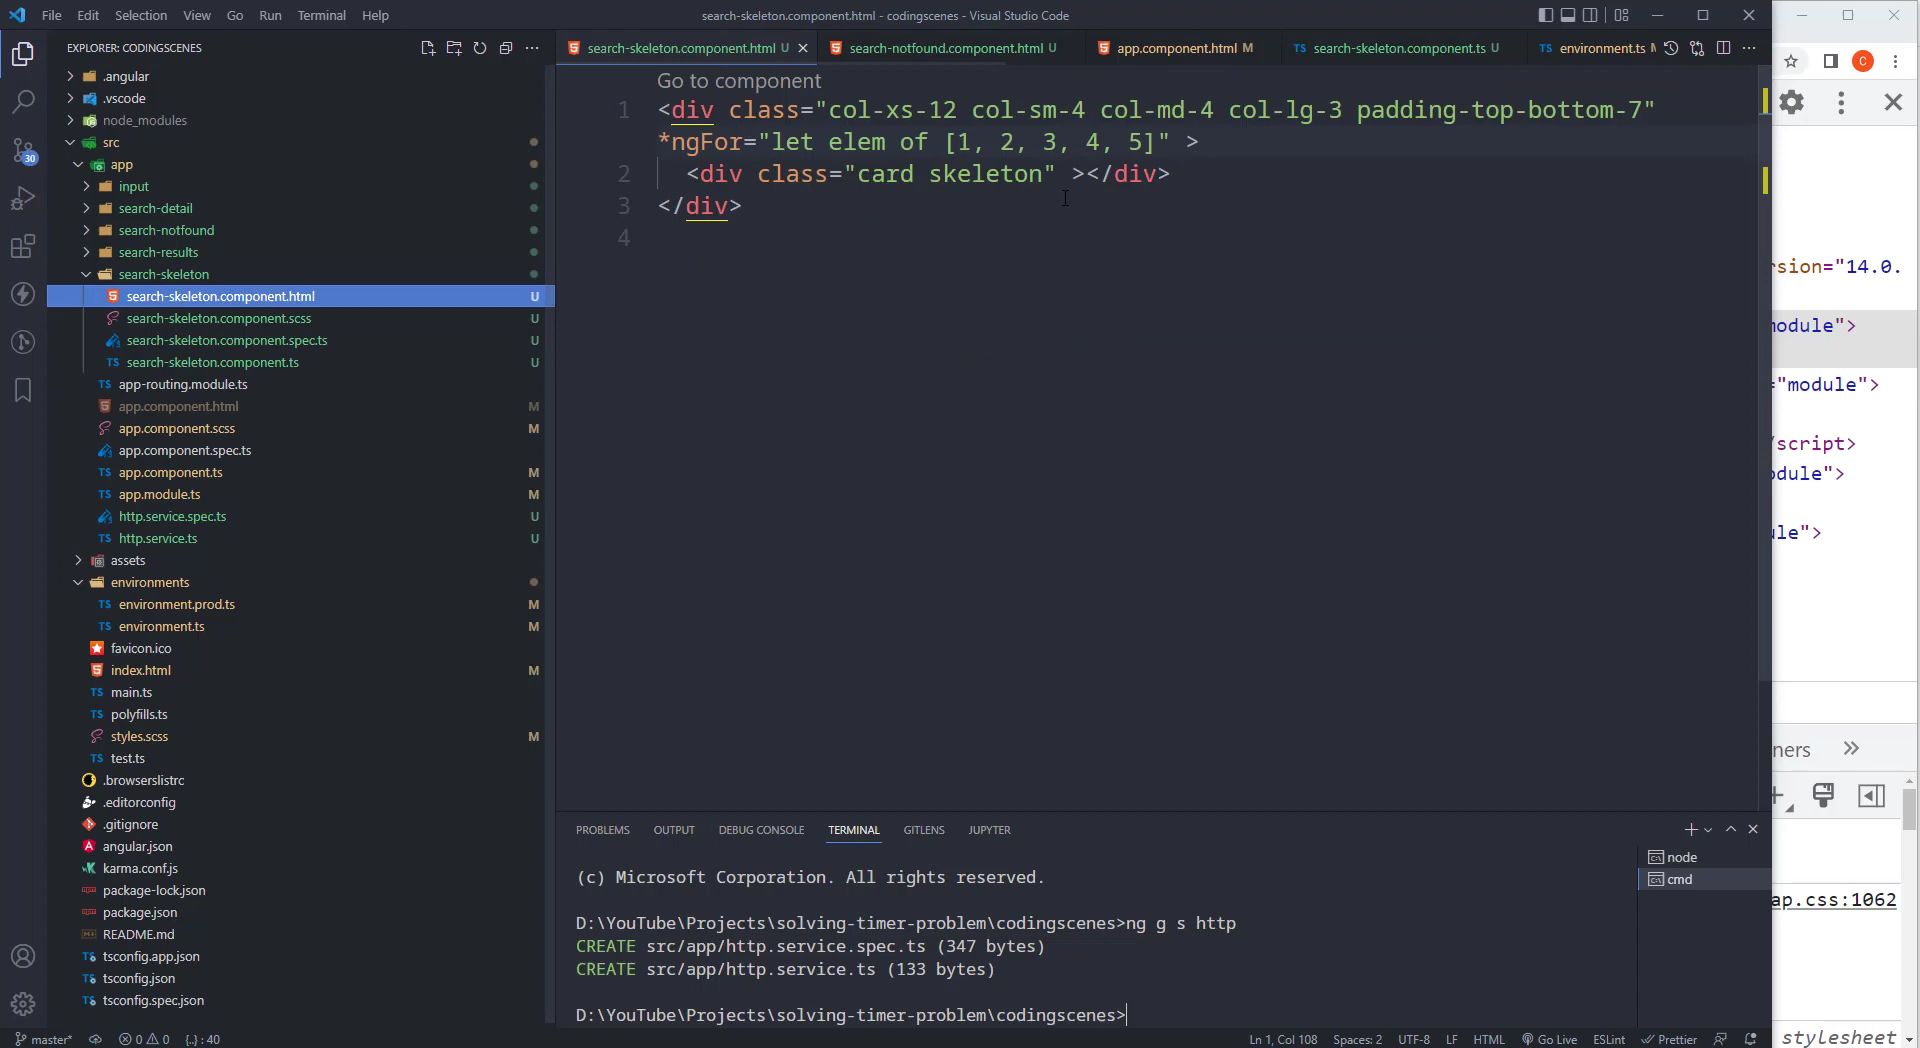 File Edit Selection View Go Run Terminal Help
search-skeleton.component.html - codingscenes - Visual Studio Code
EXPLORER: CODINGSCENES
.angular
.vscode
node_modules
src
app
input
search-detail
search-notfound
search-results
search-skeleton
search-skeleton.component.html U
search-skeleton.component.scss U
search-skeleton.component.spec.ts U
search-skeleton.component.ts U
app-routing.module.ts
app.component.html M
app.component.scss M
app.component.spec.ts
app.component.ts M
app.module.ts M
http.service.spec.ts U
http.service.ts U
assets
environments
environment.prod.ts M
environment.ts M
favicon.ico
index.html M
main.ts
polyfills.ts
styles.scss M
test.ts
.browserslistrc
.editorconfig
.gitignore
angular.json
karma.conf.js
package-lock.json
package.json
README.md
tsconfig.app.json
tsconfig.json
tsconfig.spec.json
30
search-skeleton.component.html U
search-notfound.component.html U
app.component.html M
search-skeleton.component.ts U
environment.ts
Go to component
1 <div class="col-xs-12 col-sm-4 col-md-4 col-lg-3 padding-top-bottom-7"
*ngFor="let elem of [1, 2, 3, 4, 5]" >
2 <div class="card skeleton" ></div>
3 </div>
4
PROBLEMS OUTPUT DEBUG CONSOLE TERMINAL GITLENS JUPYTER
(c) Microsoft Corporation. All rights reserved.
D:\YouTube\Projects\solving-timer-problem\codingscenes>ng g s http
CREATE src/app/http.service.spec.ts (347 bytes)
CREATE src/app/http.service.ts (133 bytes)
D:\YouTube\Projects\solving-timer-problem\codingscenes>
node
cmd
master* 0 0 {..} : 40
Ln 1, Col 108 Spaces: 2 UTF-8 LF HTML Go Live ESLint Prettier
C
rsion="14.0.
module">
="module">
/script>
odule">
ule">
ners
ap.css:1062
stylesheet